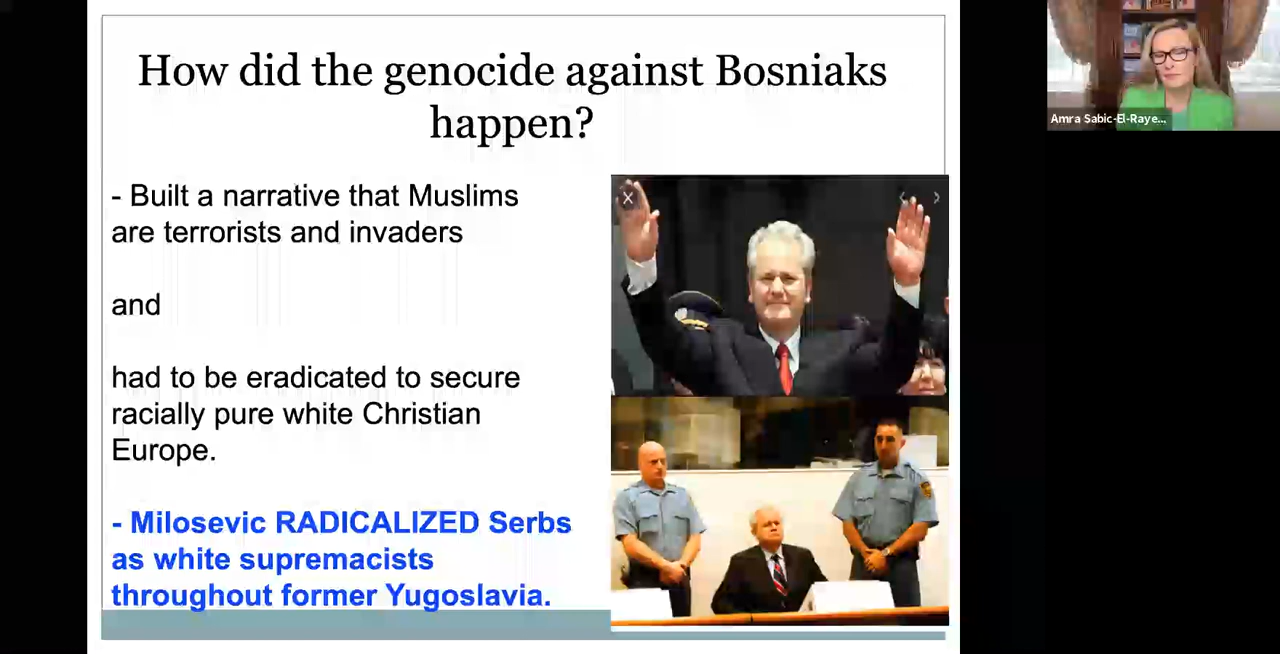 How did the genocide against Bosniaks
happen?
- Built a narrative that Muslims
are terrorists and invaders
and
had to be eradicated to secure
racially pure white Christian
Europe.
- Milosevic RADICALIZED Serbs
as white supremacists
throughout former Yugoslavia.
Amra Sabic-El-Raye...